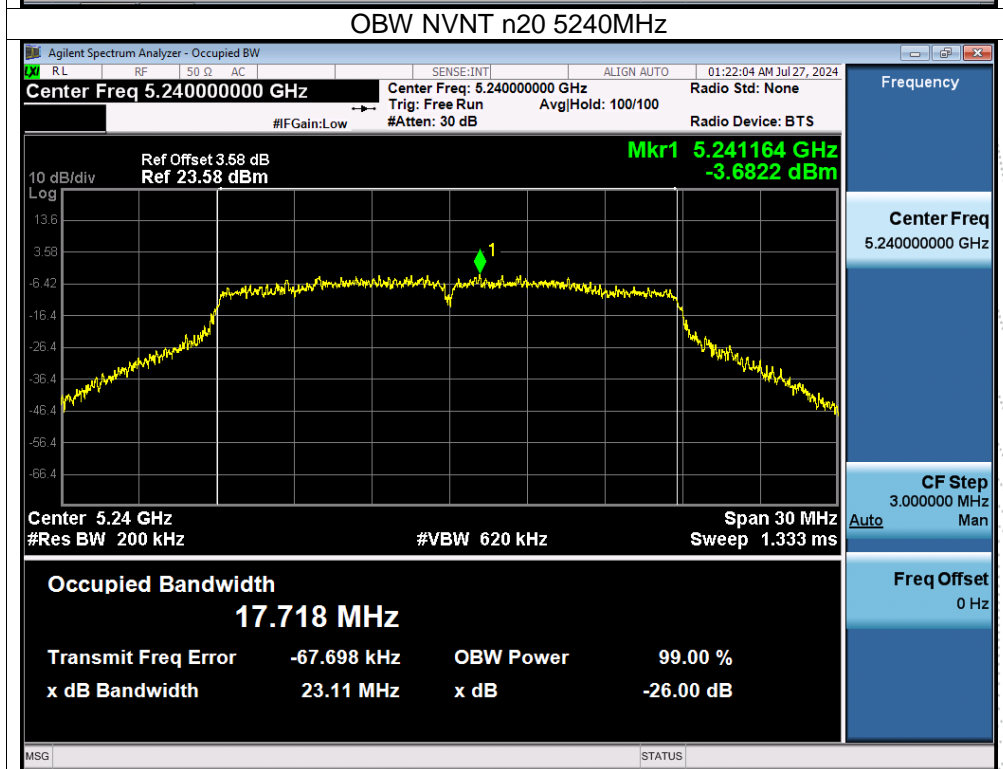 OBW NVNT n20 5240MHz
Agilent Spectrum Analyzer - Occupied BW
LXI RL RF 50 Ω AC SENSE:INT ALIGN AUTO 01:22:04 AM Jul 27, 2024
Center Freq 5.240000000 GHz
Center Freq: 5.240000000 GHz
Radio Std: None
Trig: Free Run Avg|Hold: 100/100
#IFGain:Low #Atten: 30 dB Radio Device: BTS
Frequency
Mkr1 5.241164 GHz
-3.6822 dBm
Ref Offset 3.58 dB
10 dB/div Ref 23.58 dBm
Log
13.6
3.58
-6.42
-16.4
-26.4
-36.4
-46.4
-56.4
-66.4
1
Center 5.24 GHz Span 30 MHz
#Res BW 200 kHz #VBW 620 kHz Sweep 1.333 ms
Center Freq
5.240000000 GHz
CF Step
3.000000 MHz
Auto Man
Freq Offset
0 Hz
Occupied Bandwidth
17.718 MHz
Transmit Freq Error -67.698 kHz OBW Power 99.00 %
x dB Bandwidth 23.11 MHz x dB -26.00 dB
MSG STATUS